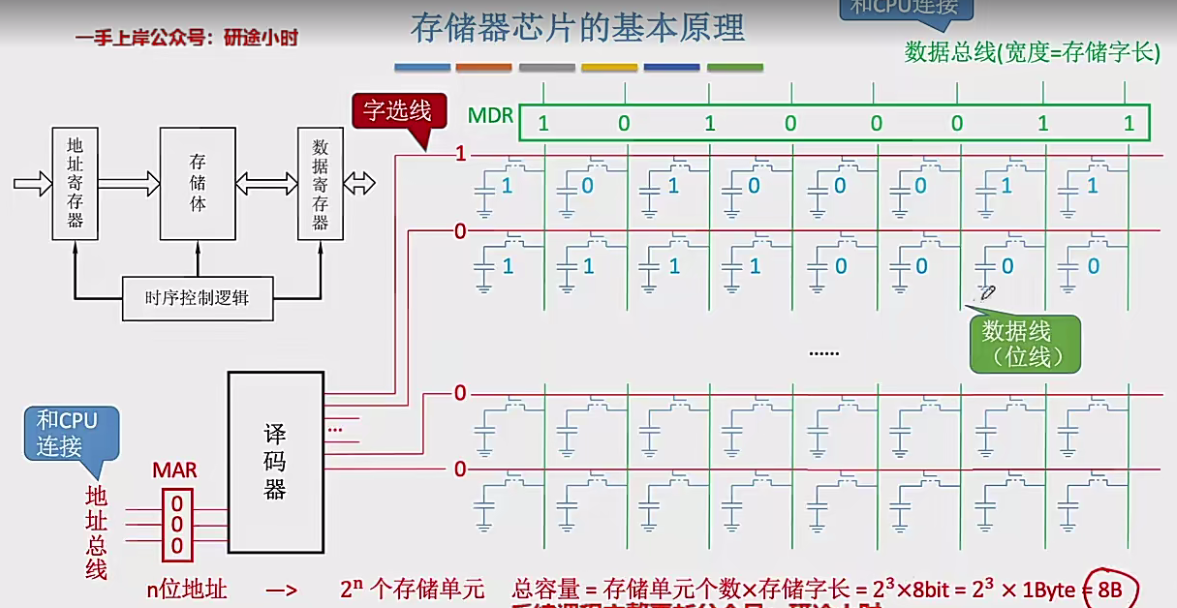 和CPU连接
存储器芯片的基本原理
一手上岸公众号：研途小时
数据总线(宽度=存储字长)
字选线
MDR 1 0 1 0 0 0 1 1
地址寄存器
存储体
数据寄存器
时序控制逻辑
1
1 0 1 0 0 0 1 1
0
1 1 1 1 0 0 0 0
数据线
（位线）
……
0
0
和CPU
连接
译码器
...
MAR
地址总线
0
0
0
n位地址 —> 2ⁿ 个存储单元 总容量 = 存储单元个数×存储字长 = 2³×8bit = 2³ × 1Byte = 8B